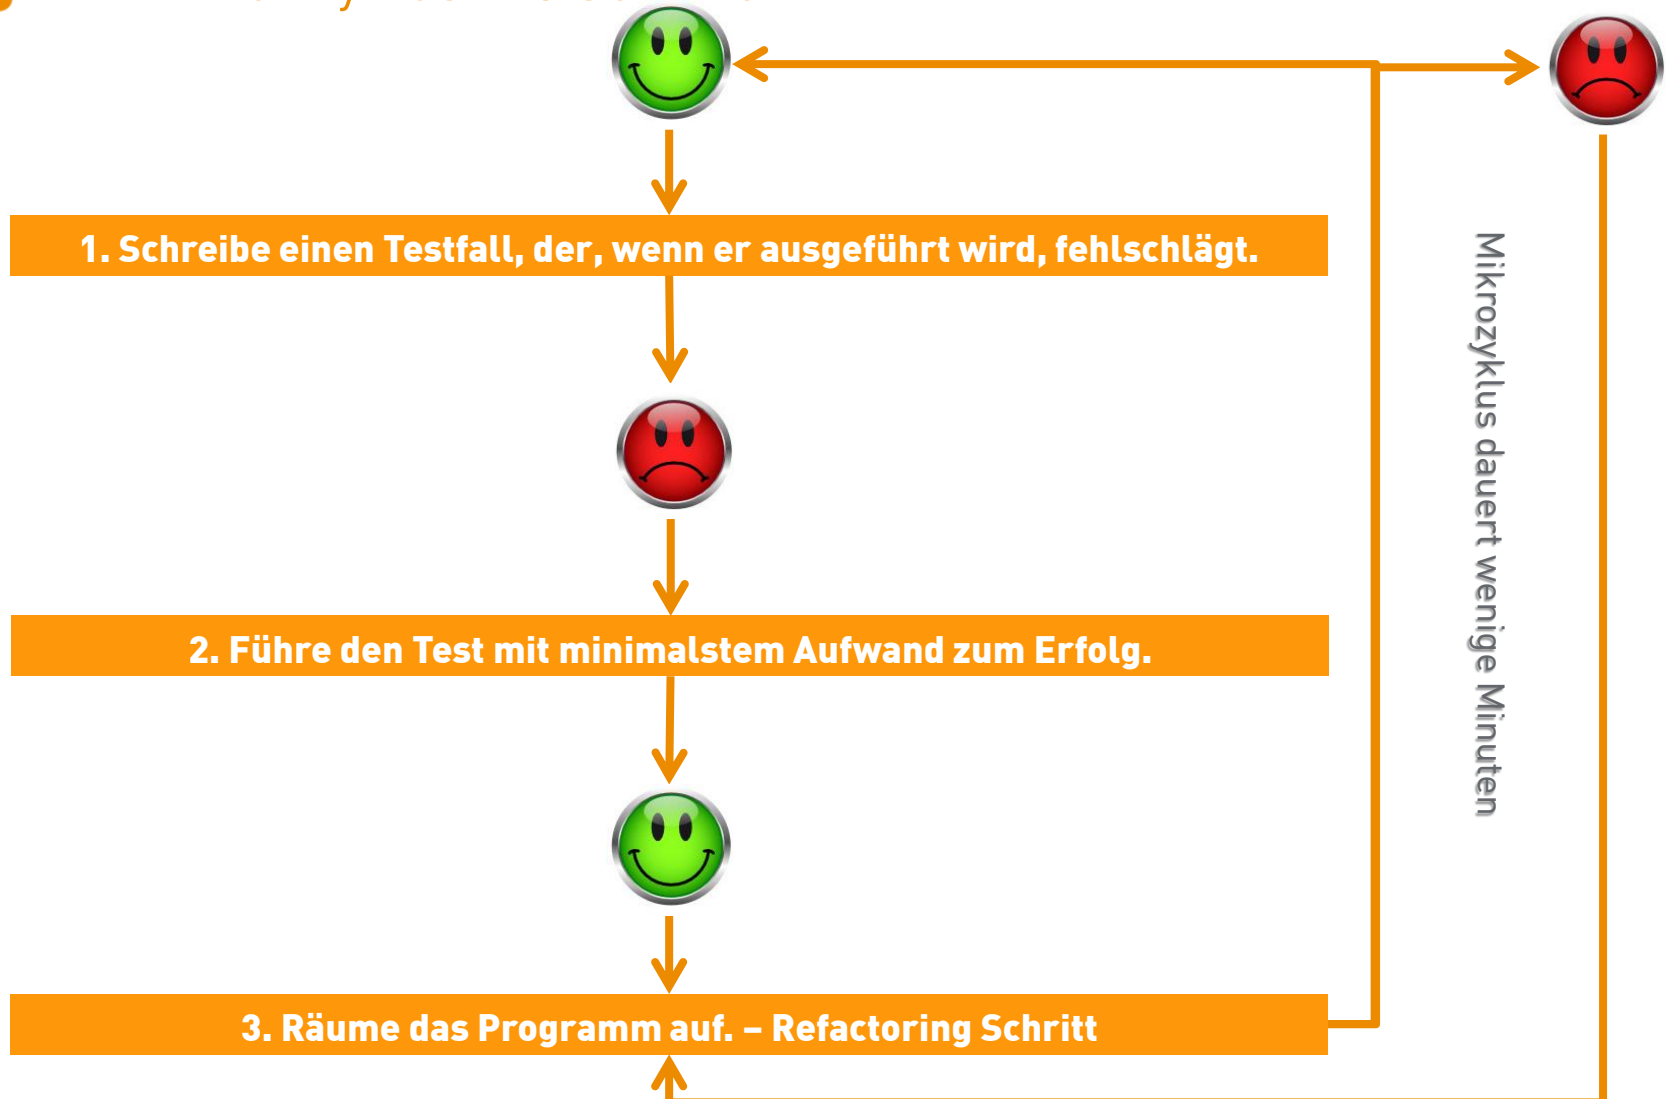 1. Schreibe einen Testfall, der, wenn er ausgeführt wird, fehlschlägt.
2. Führe den Test mit minimalstem Aufwand zum Erfolg.
3. Räume das Programm auf. – Refactoring Schritt
Mikrozyklus dauert wenige Minuten